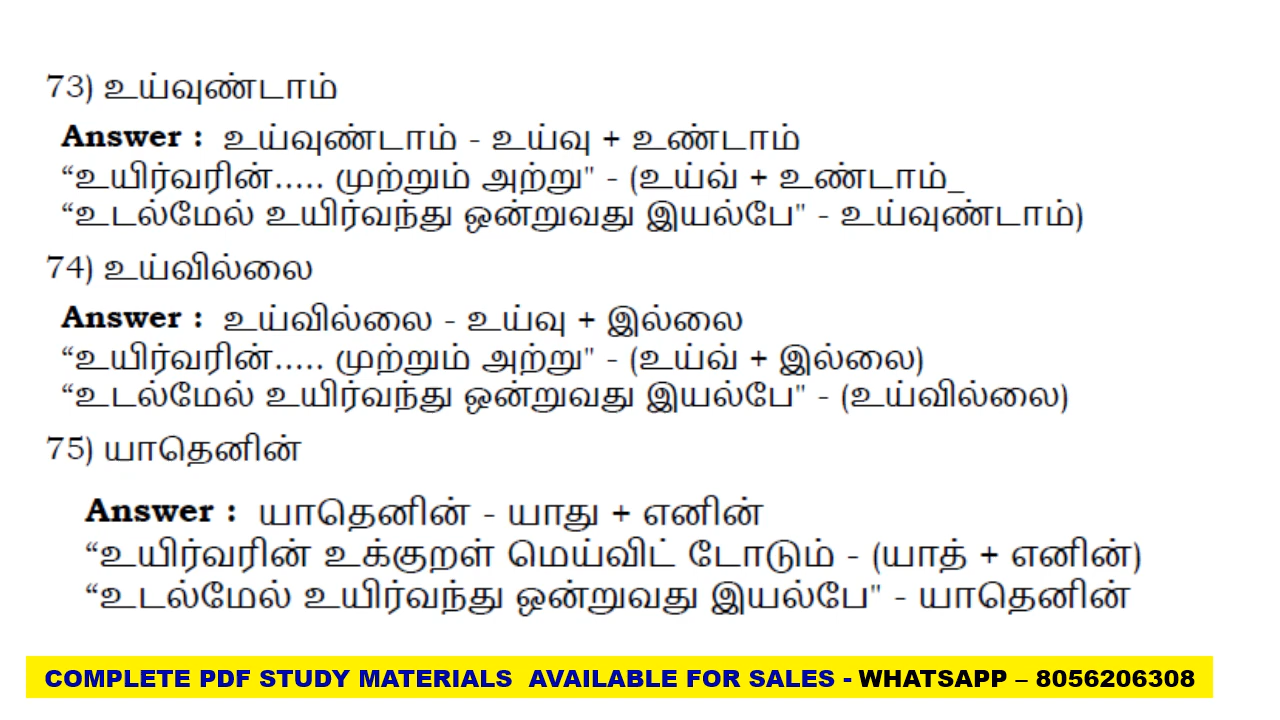 73) உய்வுண்டாம்
Answer : உய்வுண்டாம் - உய்வு + உண்டாம்
“உயிர்வரின்..... முற்றும் அற்று" - (உய்வ் + உண்டாம்_
“உடல்மேல் உயிர்வந்து ஒன்றுவது இயல்பே" - உய்வுண்டாம்)
74) உய்வில்லை
Answer : உய்வில்லை - உய்வு + இல்லை
“உயிர்வரின்..... முற்றும் அற்று" - (உய்வ் + இல்லை)
“உடல்மேல் உயிர்வந்து ஒன்றுவது இயல்பே" - (உய்வில்லை)
75) யாதெனின்
Answer : யாதெனின் - யாது + எனின்
“உயிர்வரின் உக்குறள் மெய்விட் டோடும் - (யாத் + எனின்)
“உடல்மேல் உயிர்வந்து ஒன்றுவது இயல்பே" - யாதெனின்
COMPLETE PDF STUDY MATERIALS AVAILABLE FOR SALES - WHATSAPP – 8056206308